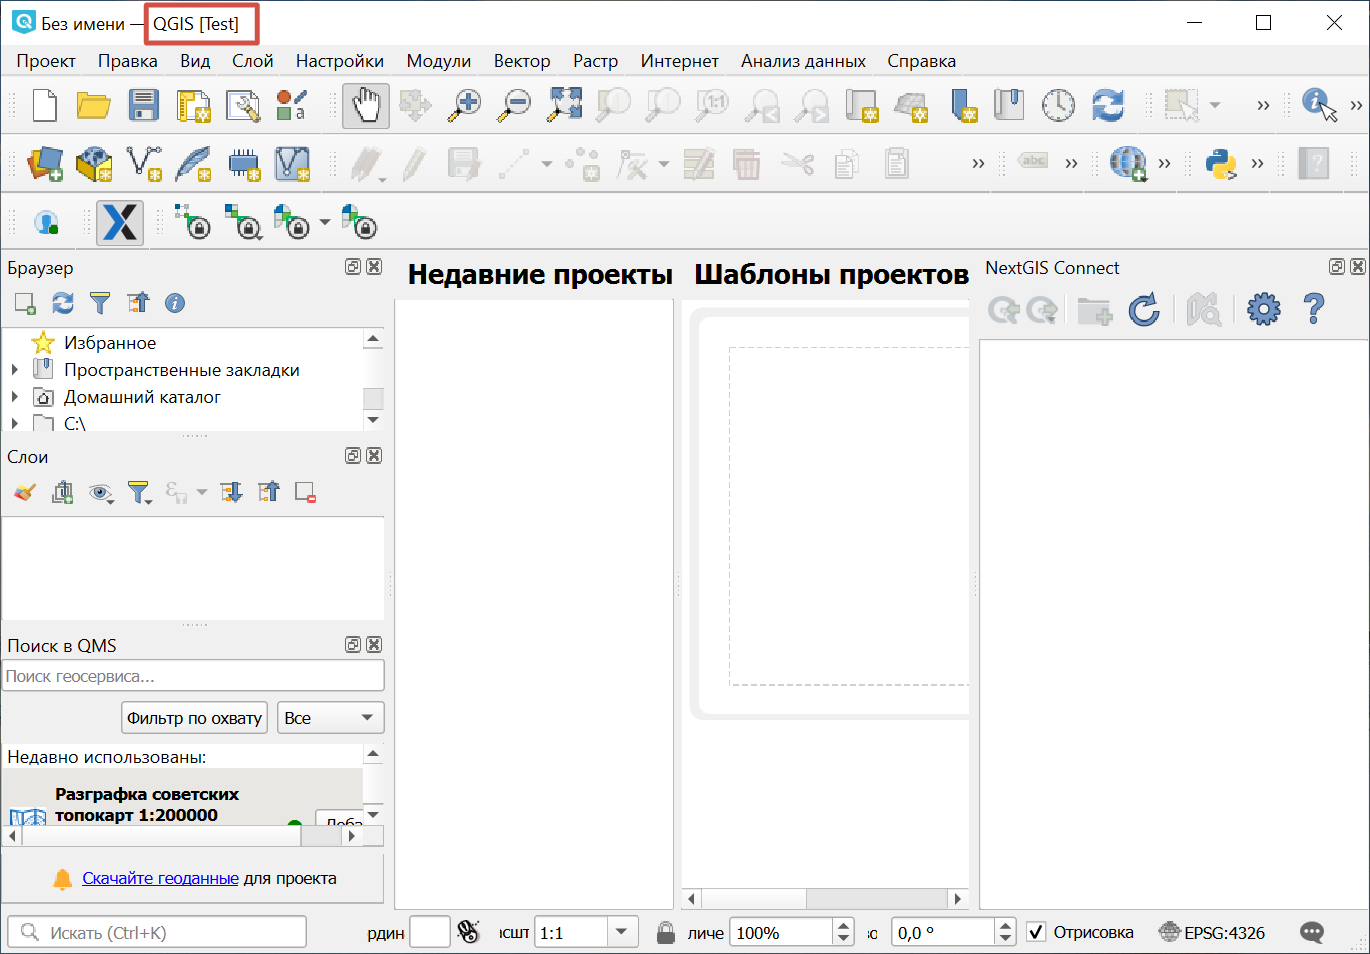 Без имени — QGIS [Test]
Проект Правка Вид Слой Настройки Модули Вектор Растр Интернет Анализ данных Справка
a
1:1
abc
Браузер
Избранное
Пространственные закладки
Домашний каталог
C:\
Слои
Поиск в QMS
Поиск геосервиса...
Фильтр по охвату Все
Недавно использованы:
Разграфка советских
топокарт 1:200000
Доба
Скачайте геоданные для проекта
Недавние проекты
Шаблоны проектов
NextGIS Connect
Искать (Ctrl+K) рдин сшт 1:1 личе 100% 0,0 ° Отрисовка EPSG:4326